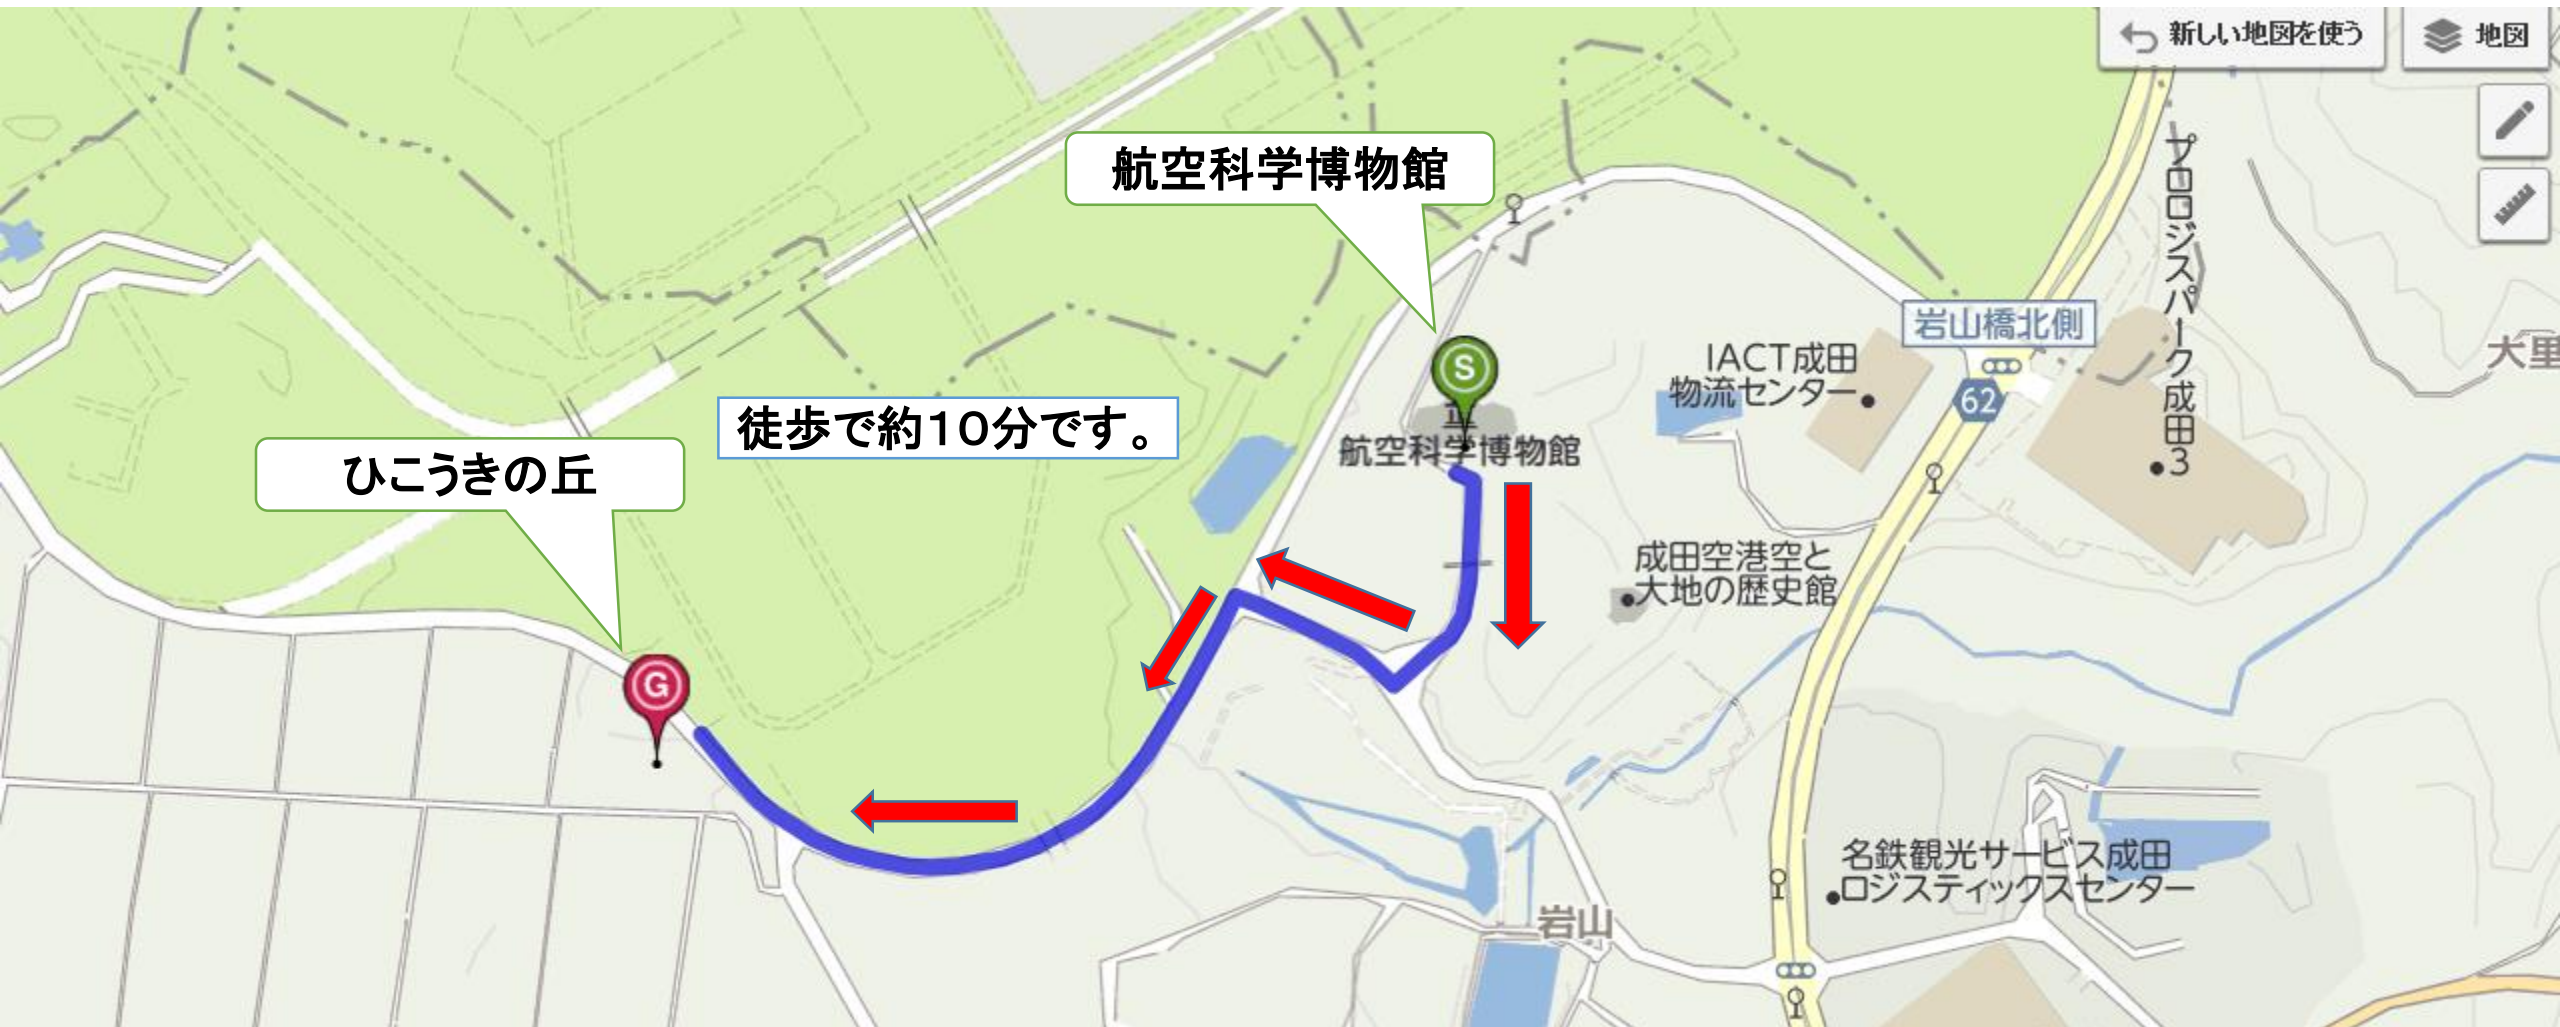 新しい地図を使う
地図
航空科学博物館
プロロジスパーク成田3
岩山橋北側
IACT成田
物流センター
大里
62
S
徒歩で約10分です。
ひこうきの丘
航空科学博物館
成田空港空と
大地の歴史館
G
名鉄観光サービス成田
ロジスティックスセンター
岩山